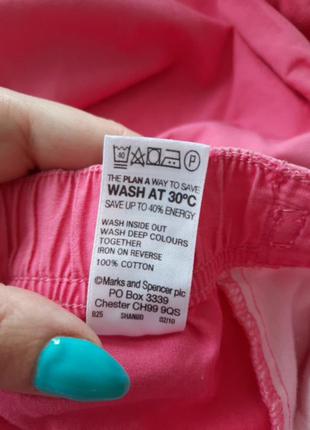 40 P
THE PLAN A WAY TO SAVE
WASH AT 30°C
SAVE UP TO 40% ENERGY
WASH INSIDE OUT
WASH DEEP COLOURS
TOGETHER
IRON ON REVERSE
100% COTTON
©Marks and Spencer plc
PO Box 3339
Chester CH99 9QS
825 SHANBD 02/10